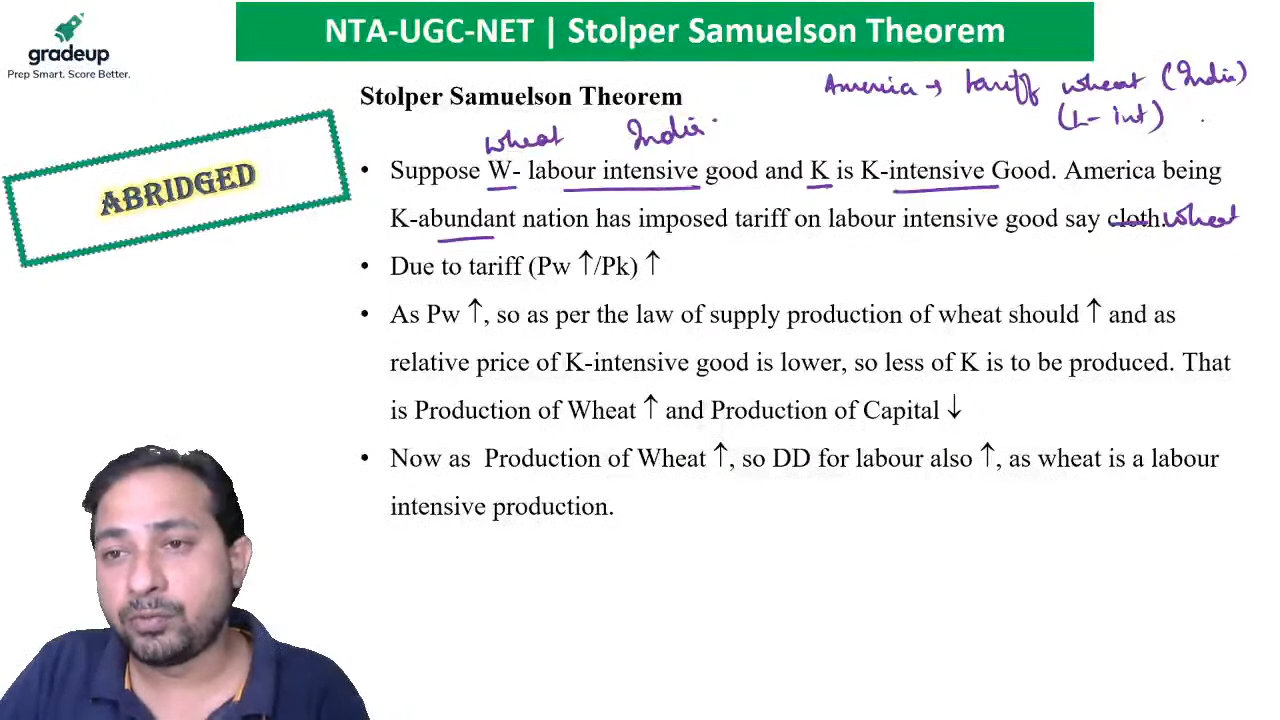 gradeup
Prep Smart. Score Better.
NTA-UGC-NET | Stolper Samuelson Theorem
America → tariff wheat (India)
(L- int)
Stolper Samuelson Theorem
ABRIDGED
wheat India
• Suppose W- labour intensive good and K is K-intensive Good. America being
K-abundant nation has imposed tariff on labour intensive good say cloth. wheat
• Due to tariff (Pw ↑/Pk) ↑
• As Pw ↑, so as per the law of supply production of wheat should ↑ and as
relative price of K-intensive good is lower, so less of K is to be produced. That
is Production of Wheat ↑ and Production of Capital ↓
• Now as Production of Wheat ↑, so DD for labour also ↑, as wheat is a labour
intensive production.